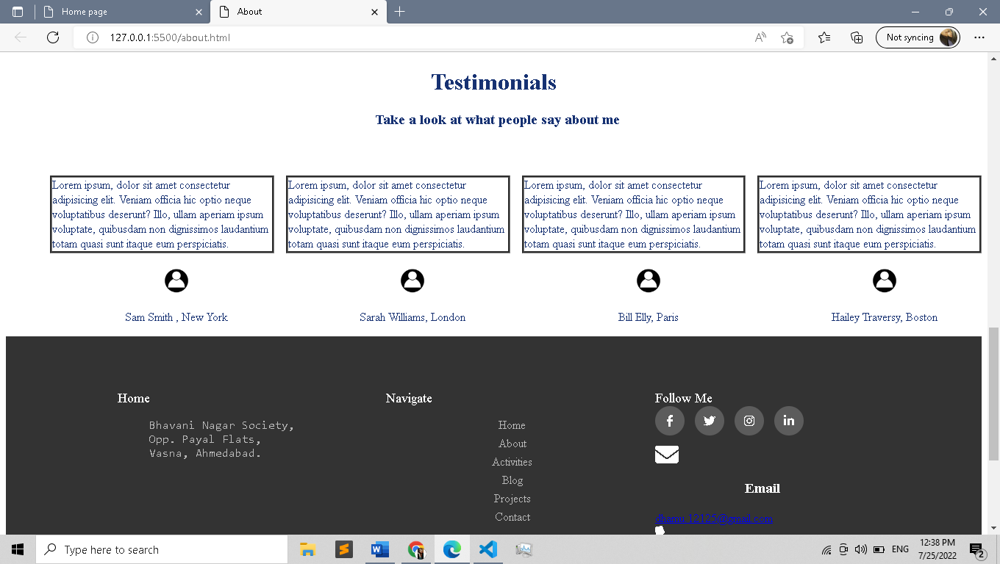 Home page
About
127.0.0.1:5500/about.html
Not syncing
Testimonials
Take a look at what people say about me
Lorem ipsum, dolor sit amet consectetur
adipisicing elit. Veniam officia hic optio neque
voluptatibus deserunt? Illo, ullam aperiam ipsum
voluptate, quibusdam non dignissimos laudantium
totam quasi sunt itaque eum perspiciatis.
Lorem ipsum, dolor sit amet consectetur
adipisicing elit. Veniam officia hic optio neque
voluptatibus deserunt? Illo, ullam aperiam ipsum
voluptate, quibusdam non dignissimos laudantium
totam quasi sunt itaque eum perspiciatis.
Lorem ipsum, dolor sit amet consectetur
adipisicing elit. Veniam officia hic optio neque
voluptatibus deserunt? Illo, ullam aperiam ipsum
voluptate, quibusdam non dignissimos laudantium
totam quasi sunt itaque eum perspiciatis.
Lorem ipsum, dolor sit amet consectetur
adipisicing elit. Veniam officia hic optio neque
voluptatibus deserunt? Illo, ullam aperiam ipsum
voluptate, quibusdam non dignissimos laudantium
totam quasi sunt itaque eum perspiciatis.
Sam Smith , New York
Sarah Williams, London
Bill Elly, Paris
Hailey Traversy, Boston
Home
Bhavani Nagar Society,
Opp. Payal Flats,
Vasna, Ahmedabad.
Navigate
Home
About
Activities
Blog
Projects
Contact
Follow Me
Email
dhamu.12125@gmail.com
Type here to search
ENG
12:38 PM
7/25/2022
2